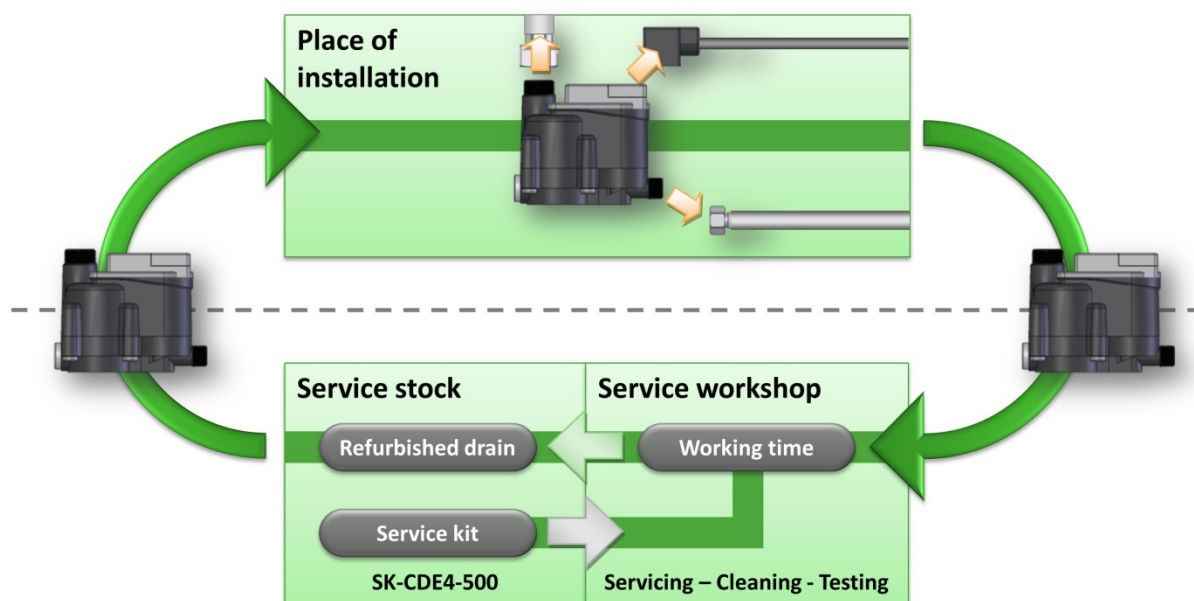 Place of
installation
Service stock
Service workshop
Refurbished drain
Working time
Service kit
SK-CDE4-500
Servicing – Cleaning - Testing